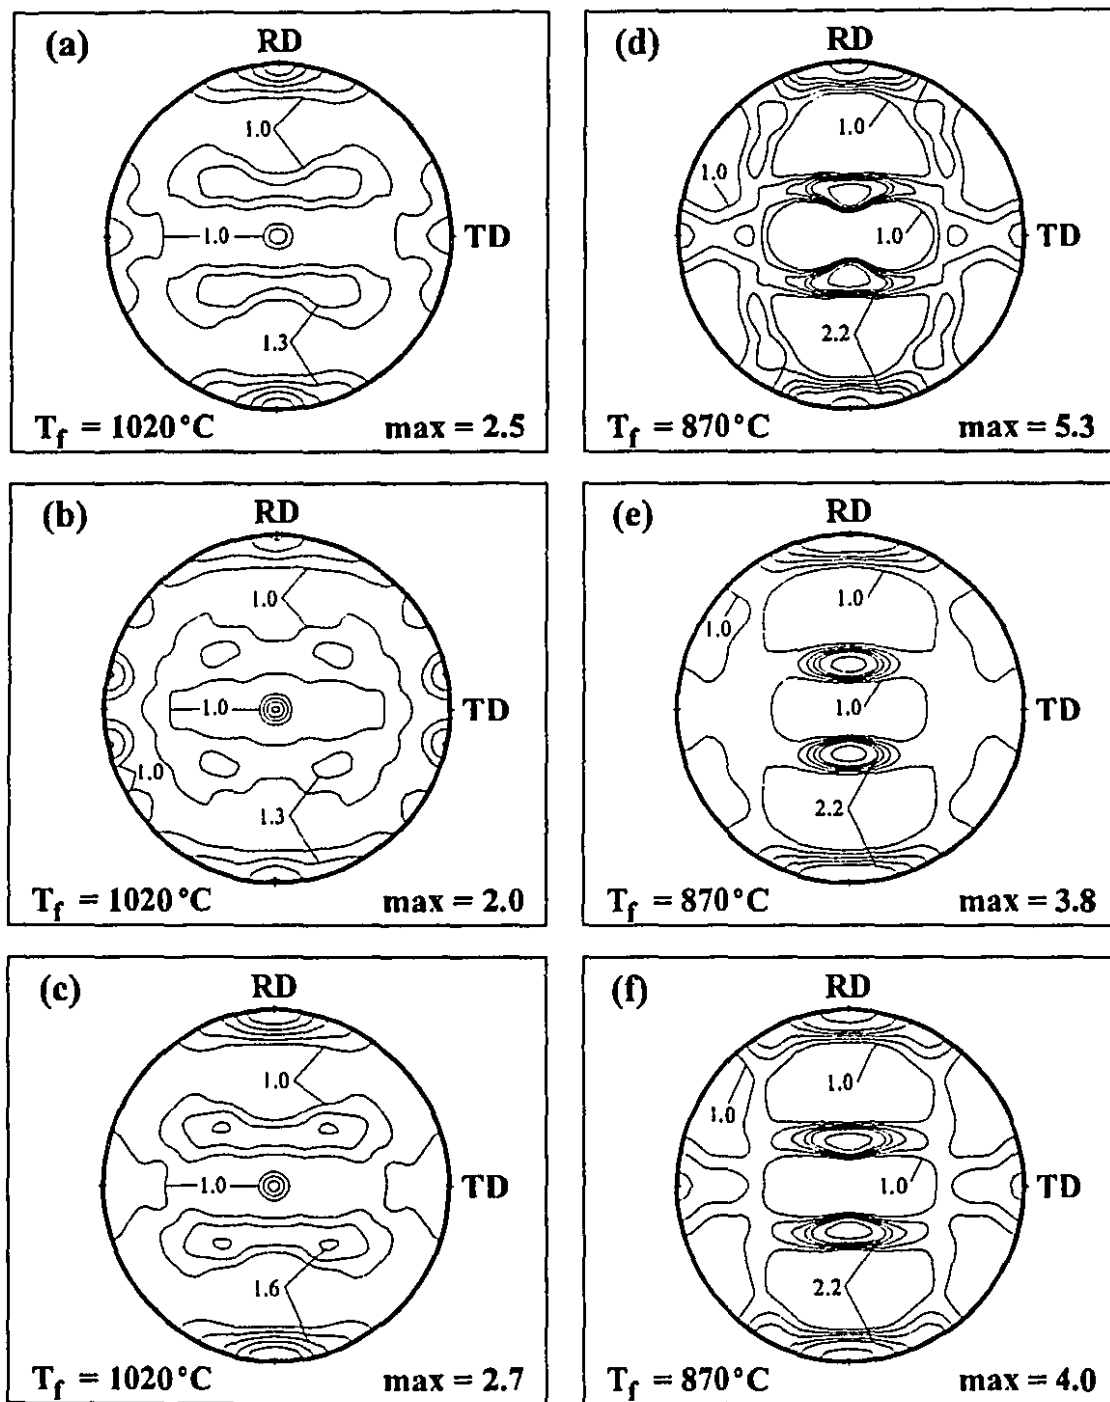 (a)
RD
1.0
1.0
TD
1.3
T_f = 1020°C
max = 2.5
(d)
RD
1.0
1.0
1.0
TD
2.2
T_f = 870°C
max = 5.3
(b)
RD
1.0
1.0
TD
1.0
1.3
T_f = 1020°C
max = 2.0
(e)
RD
1.0
1.0
1.0
TD
2.2
T_f = 870°C
max = 3.8
(c)
RD
1.0
1.0
TD
1.6
T_f = 1020°C
max = 2.7
(f)
RD
1.0
1.0
1.0
TD
2.2
T_f = 870°C
max = 4.0